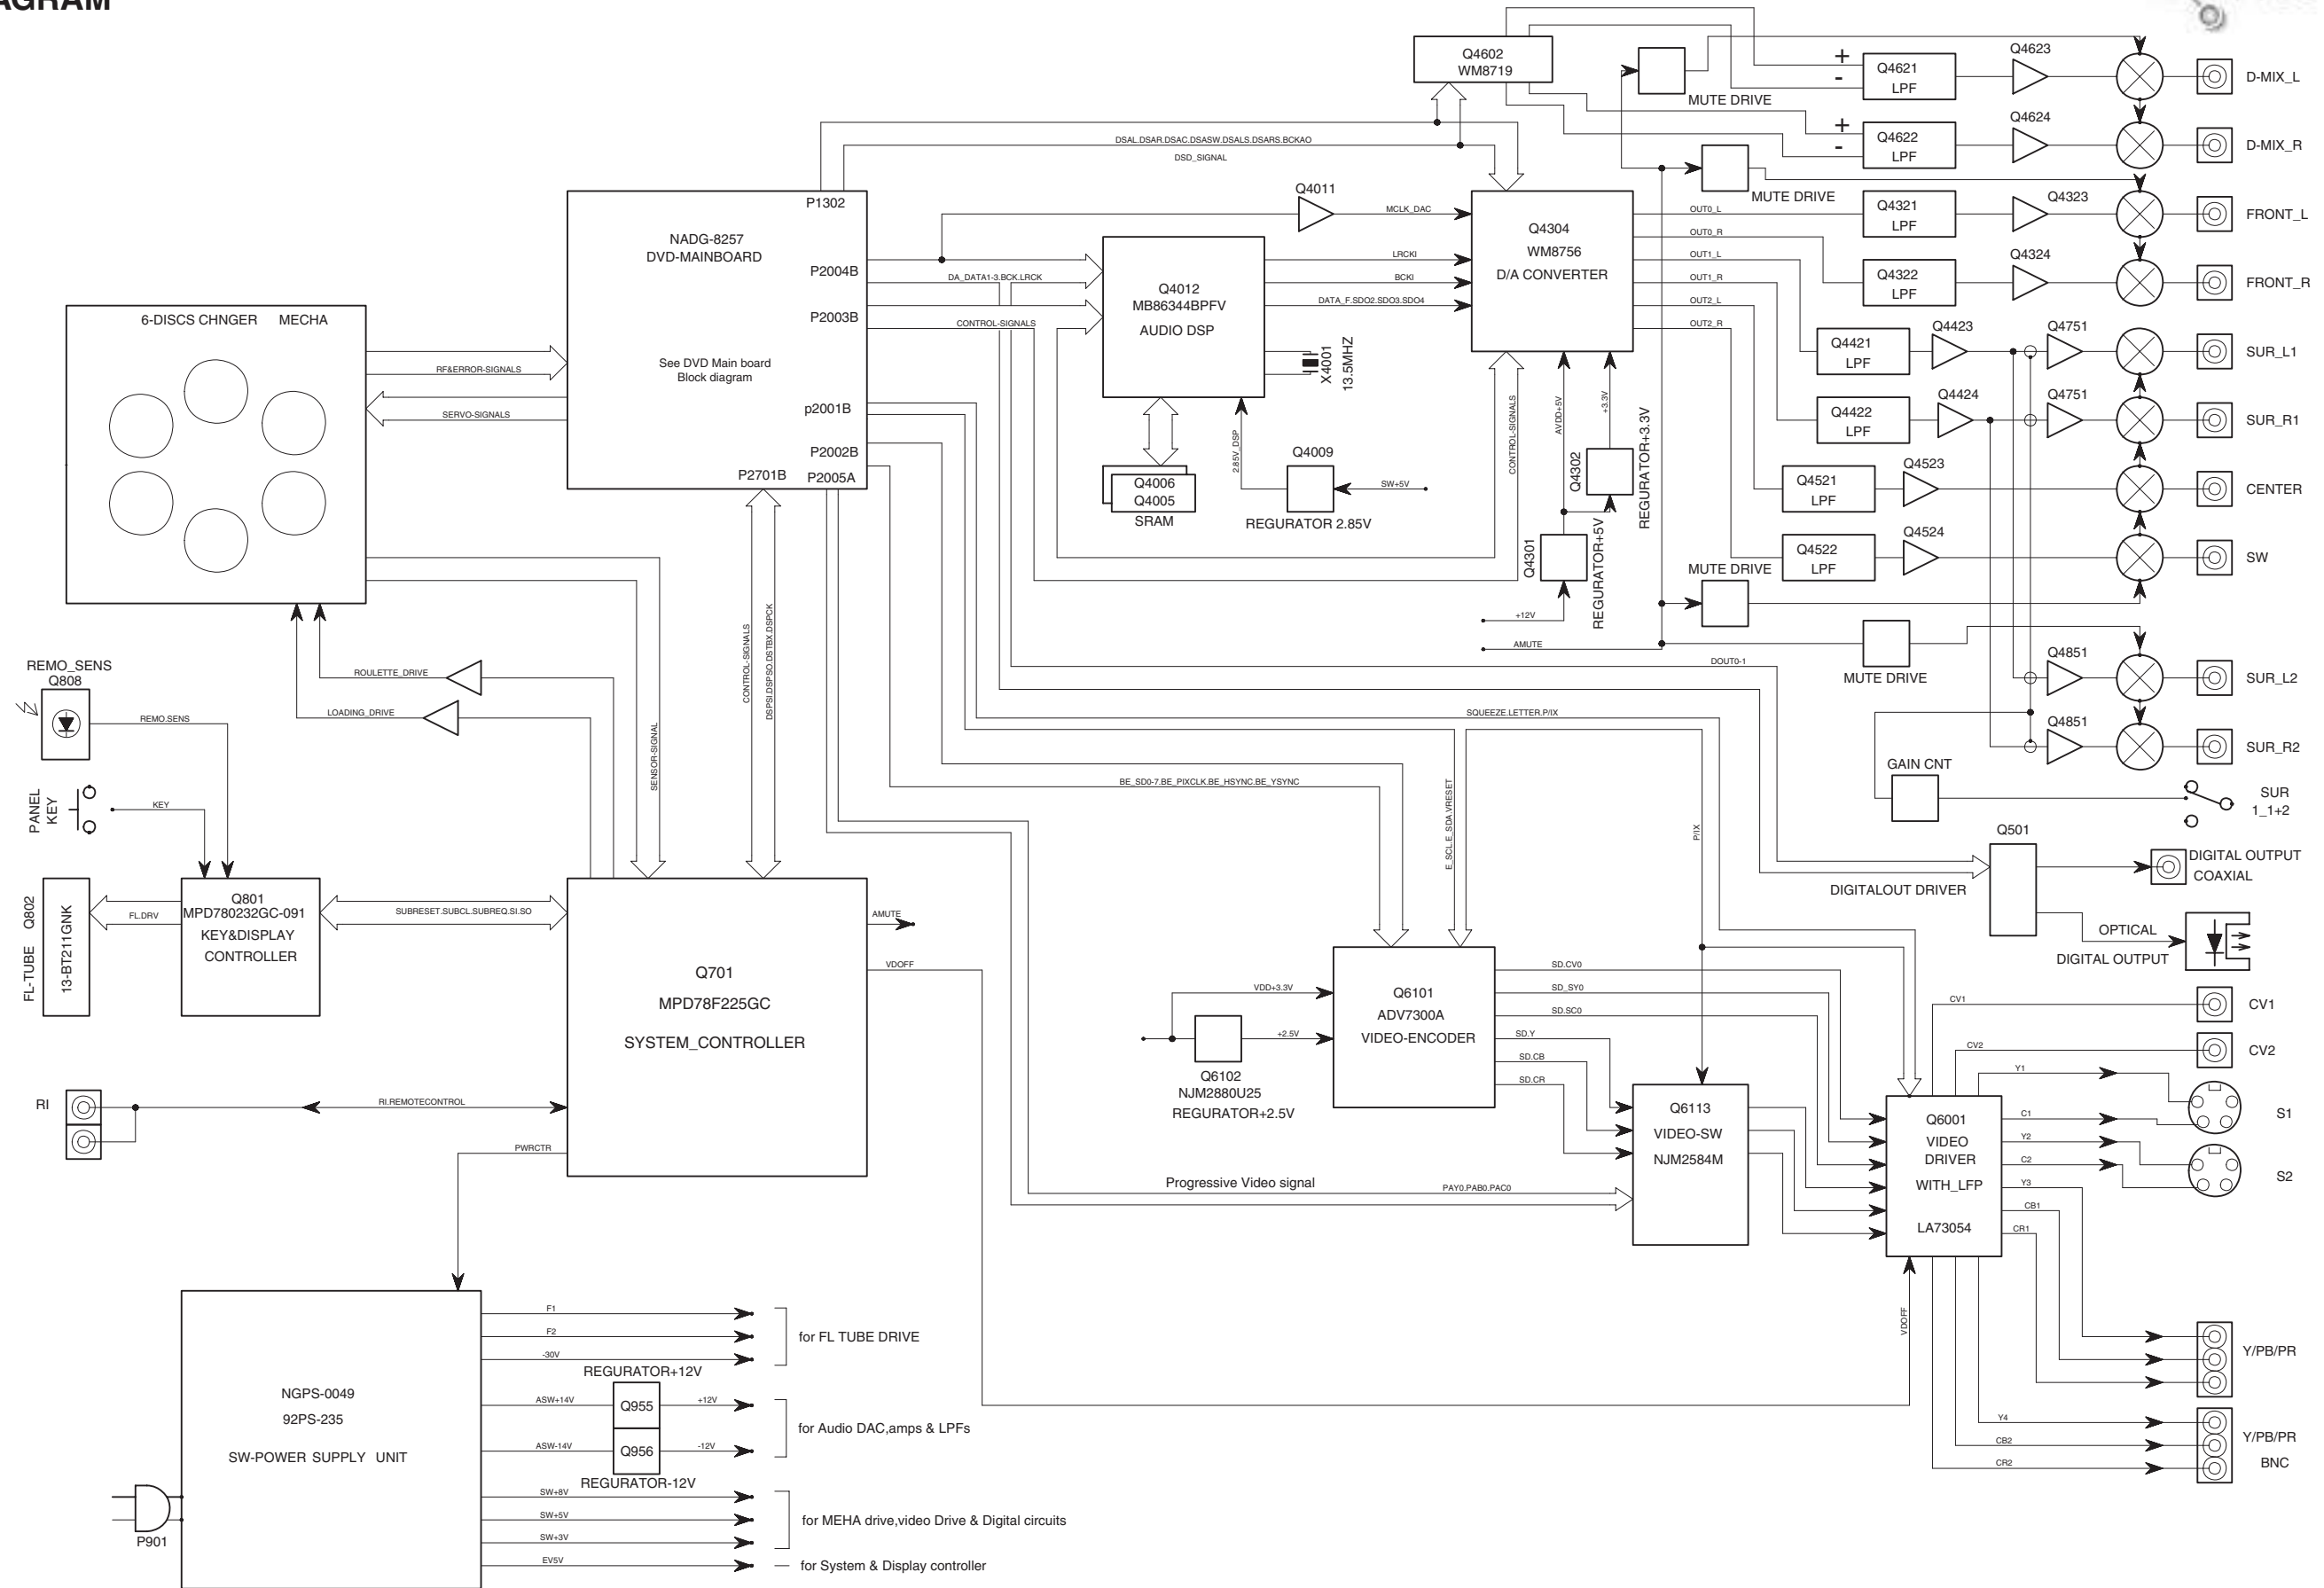 AGRAM
6-DISCS CHNGER MECHA
RF&ERROR-SIGNALS
SERVO-SIGNALS
ROULETTE_DRIVE
LOADING_DRIVE
SENSOR-SIGNAL
REMO_SENS
Q808
REMO.SENS
PANEL
KEY
KEY
FL-TUBE Q802
13-BT211GNK
FL.DRV
Q801
MPD780232GC-091
KEY&DISPLAY
CONTROLLER
SUBRESET.SUBCL.SUBREQ.SI.SO
RI
RI.REMOTECONTROL
PWRCTR
P1302
NADG-8257
DVD-MAINBOARD
P2004B
P2003B
See DVD Main board
Block diagram
p2001B
P2002B
P2701B
P2005A
CONTROL-SIGNALS
DSPSI.DSPSO.DSTBX.DSPCK
Q701
MPD78F225GC
SYSTEM_CONTROLLER
AMUTE
VDOFF
NGPS-0049
92PS-235
SW-POWER SUPPLY UNIT
P901
F1
F2
-30V
for FL TUBE DRIVE
REGURATOR+12V
ASW+14V
Q955
+12V
for Audio DAC,amps & LPFs
ASW-14V
Q956
-12V
REGURATOR-12V
SW+8V
SW+5V
for MEHA drive,video Drive & Digital circuits
SW+3V
EV5V
for System & Display controller
DSAL.DSAR.DSAC.DSASW.DSALS.DSARS.BCKAO
DSD_SIGNAL
DA_DATA1-3.BCK.LRCK
CONTROL-SIGNALS
Q4011
MCLK_DAC
Q4012
MB86344BPFV
AUDIO DSP
LRCKI
BCKI
DATA_F.SDO2.SDO3.SDO4
X4001
13.5MHZ
Q4006
Q4005
SRAM
2.85V_DSP
Q4009
SW+5V
REGURATOR 2.85V
Q4602
WM8719
Q4304
WM8756
D/A CONVERTER
OUT0_L
OUT0_R
OUT1_L
OUT1_R
OUT2_L
OUT2_R
CONTROL-SIGNALS
AVDD+5V
+3.3V
Q4302
REGURATOR+3.3V
Q4301
REGURATOR+5V
+12V
AMUTE
MUTE DRIVE
MUTE DRIVE
MUTE DRIVE
MUTE DRIVE
+
-
Q4621
LPF
Q4623
D-MIX_L
+
-
Q4622
LPF
Q4624
D-MIX_R
Q4321
LPF
Q4323
FRONT_L
Q4322
LPF
Q4324
FRONT_R
Q4421
LPF
Q4423
Q4751
SUR_L1
Q4422
LPF
Q4424
Q4751
SUR_R1
Q4521
LPF
Q4523
CENTER
Q4522
LPF
Q4524
SW
Q4851
SUR_L2
Q4851
SUR_R2
GAIN CNT
SUR
1_1+2
DOUT0-1
SQUEEZE.LETTER.P/IX
BE_SD0-7.BE_PIXCLK.BE_HSYNC.BE_YSYNC
E_SCL.E_SDA.VRESET
P/IX
Q501
DIGITALOUT DRIVER
DIGITAL OUTPUT
COAXIAL
OPTICAL
DIGITAL OUTPUT
VDD+3.3V
+2.5V
Q6102
NJM2880U25
REGURATOR+2.5V
Q6101
ADV7300A
VIDEO-ENCODER
SD.CV0
SD_SY0
SD.SC0
SD.Y
SD.CB
SD.CR
Progressive Video signal
PAY0.PAB0.PAC0
Q6113
VIDEO-SW
NJM2584M
Q6001
VIDEO
DRIVER
WITH_LFP
LA73054
VDOFF
CV1
CV1
CV2
CV2
Y1
C1
S1
Y2
C2
S2
Y3
CB1
CR1
Y/PB/PR
Y4
CB2
CR2
Y/PB/PR
BNC